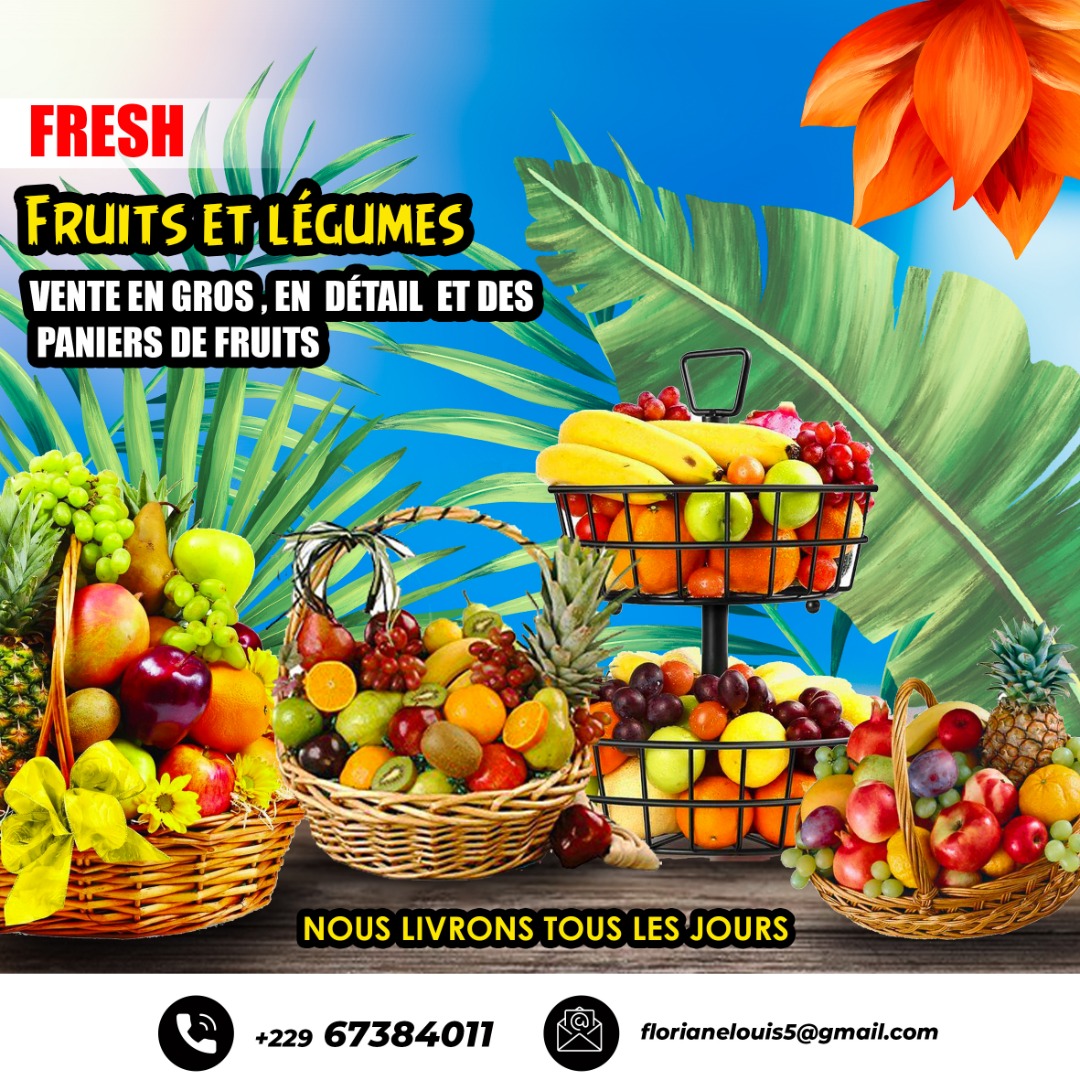 FRESH
FRUITS ET LÉGUMES
VENTE EN GROS , EN DÉTAIL ET DES
PANIERS DE FRUITS
NOUS LIVRONS TOUS LES JOURS
+229 67384011
florianelouis5@gmail.com